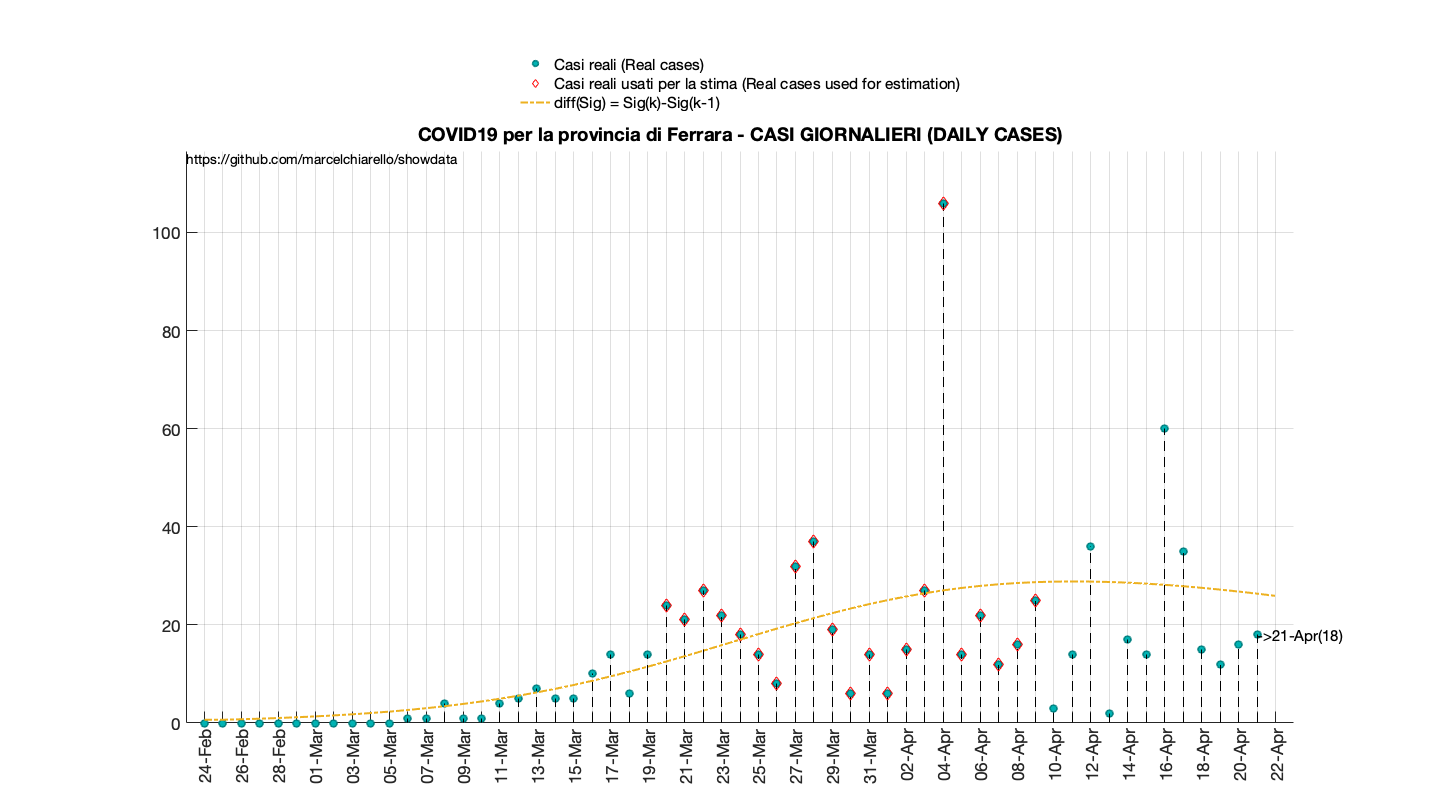 Casi reali (Real cases)
Casi reali usati per la stima (Real cases used for estimation)
diff(Sig) = Sig(k)-Sig(k-1)
COVID19 per la provincia di Ferrara - CASI GIORNALIERI (DAILY CASES)
https://github.com/marcelchiarello/showdata
100
80
60
40
20
0
>21-Apr(18)
24-Feb
26-Feb
28-Feb
01-Mar
03-Mar
05-Mar
07-Mar
09-Mar
11-Mar
13-Mar
15-Mar
17-Mar
19-Mar
21-Mar
23-Mar
25-Mar
27-Mar
29-Mar
31-Mar
02-Apr
04-Apr
06-Apr
08-Apr
10-Apr
12-Apr
14-Apr
16-Apr
18-Apr
20-Apr
22-Apr